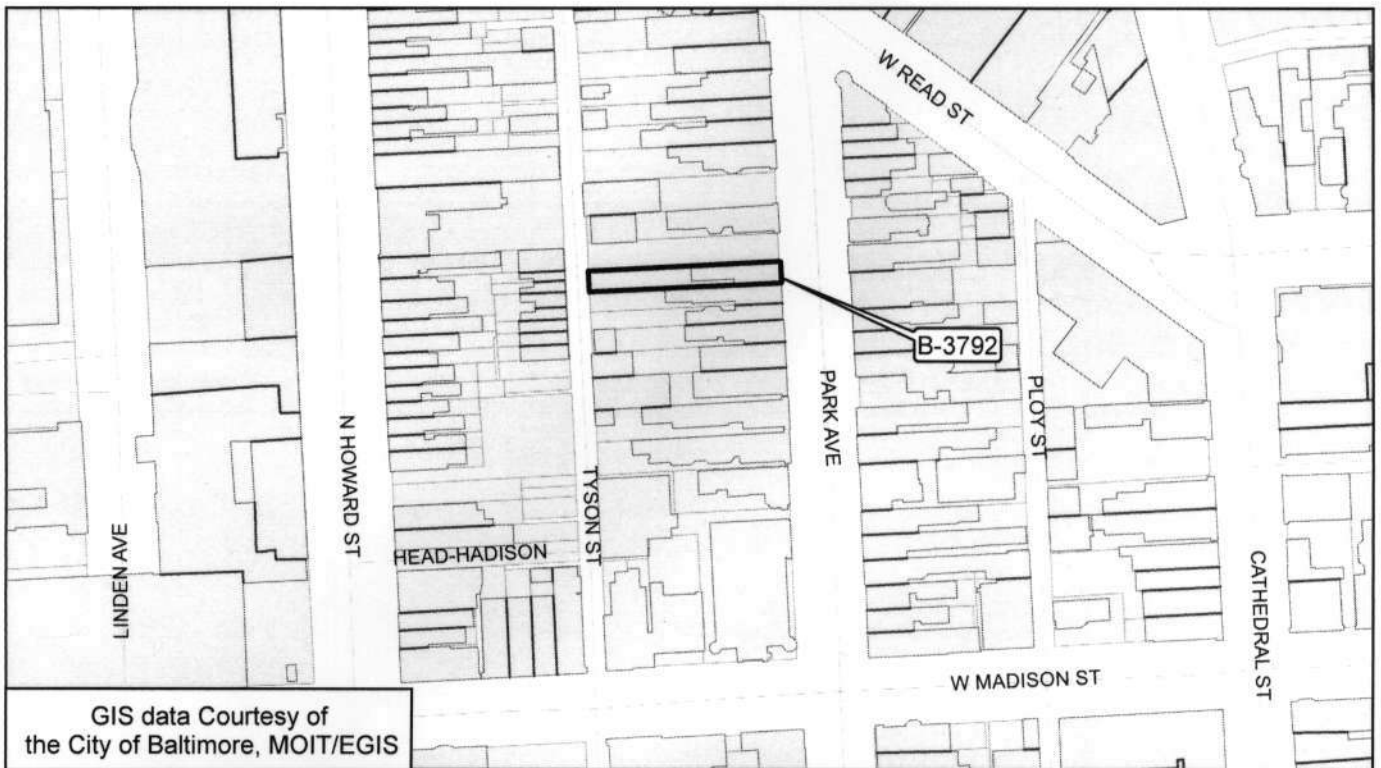 W READ ST
B-3792
PARK AVE
PLOY ST
N HOWARD ST
TYSON ST
LINDEN AVE
HEAD-HADISON
CATHEDRAL ST
W MADISON ST
GIS data Courtesy of
the City of Baltimore, MOIT/EGIS